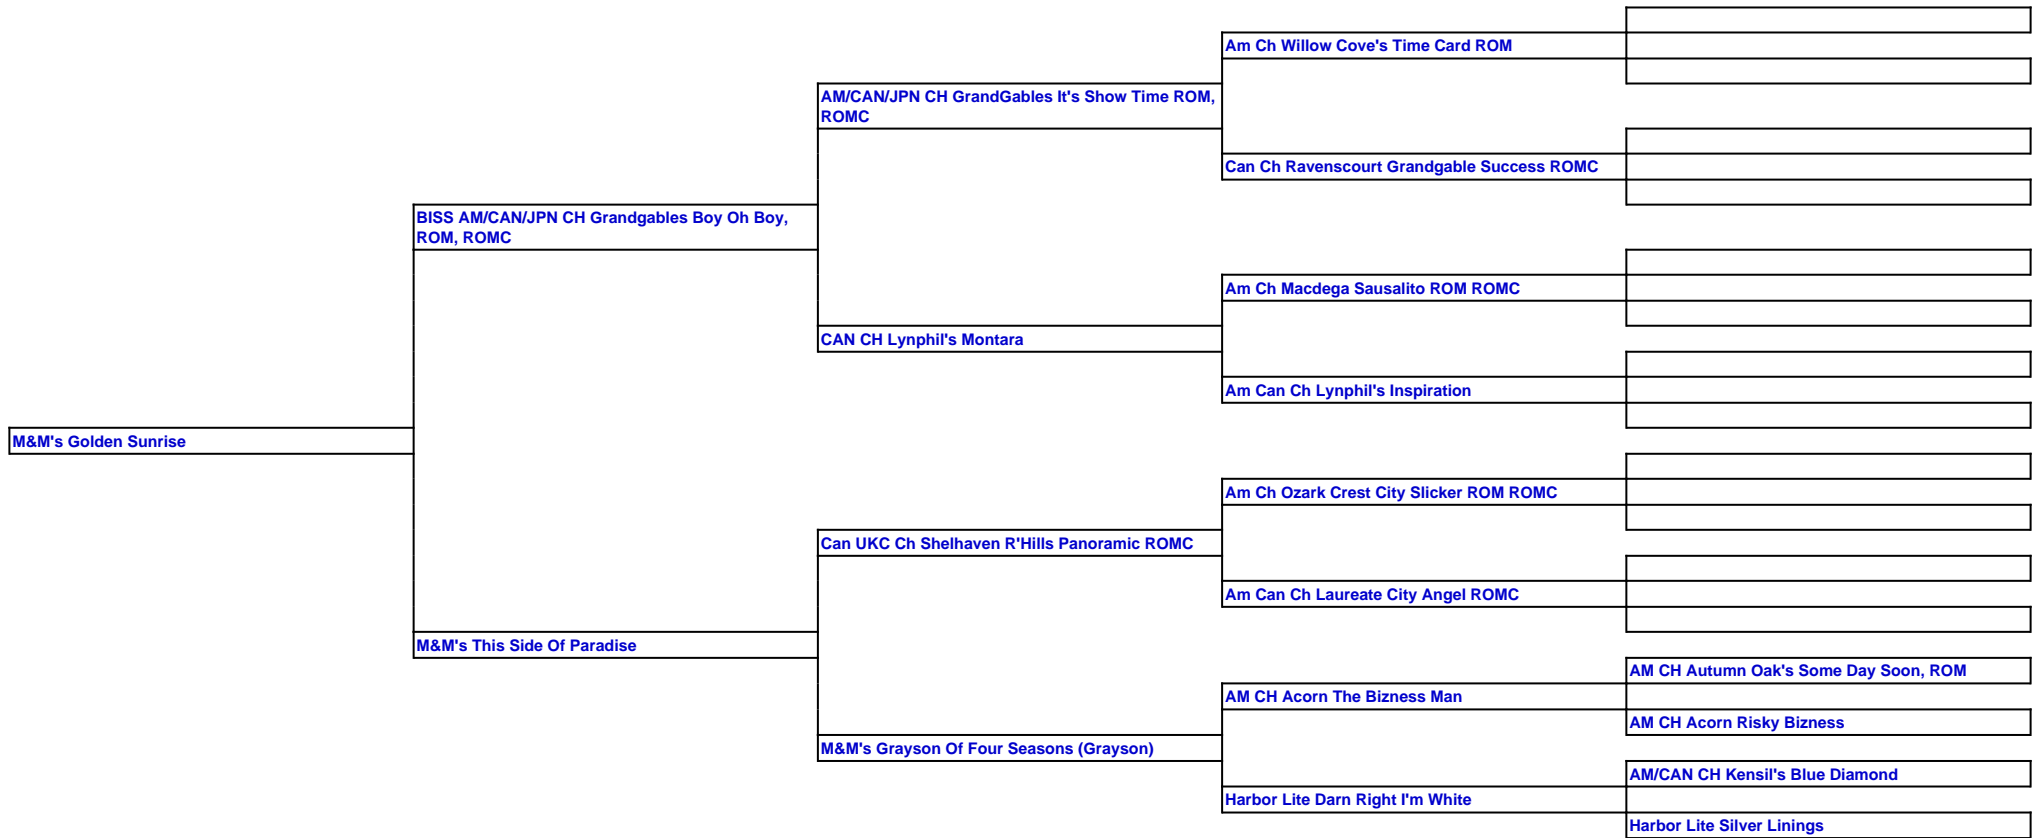 Am Ch Willow Cove's Time Card ROM
AM/CAN/JPN CH GrandGables It's Show Time ROM,
ROMC
Can Ch Ravenscourt Grandgable Success ROMC
BISS AM/CAN/JPN CH Grandgables Boy Oh Boy,
ROM, ROMC
Am Ch Macdega Sausalito ROM ROMC
CAN CH Lynphil's Montara
Am Can Ch Lynphil's Inspiration
M&M's Golden Sunrise
Am Ch Ozark Crest City Slicker ROM ROMC
Can UKC Ch Shelhaven R'Hills Panoramic ROMC
Am Can Ch Laureate City Angel ROMC
M&M's This Side Of Paradise
AM CH Autumn Oak's Some Day Soon, ROM
AM CH Acorn The Bizness Man
AM CH Acorn Risky Bizness
M&M's Grayson Of Four Seasons (Grayson)
AM/CAN CH Kensil's Blue Diamond
Harbor Lite Darn Right I'm White
Harbor Lite Silver Linings